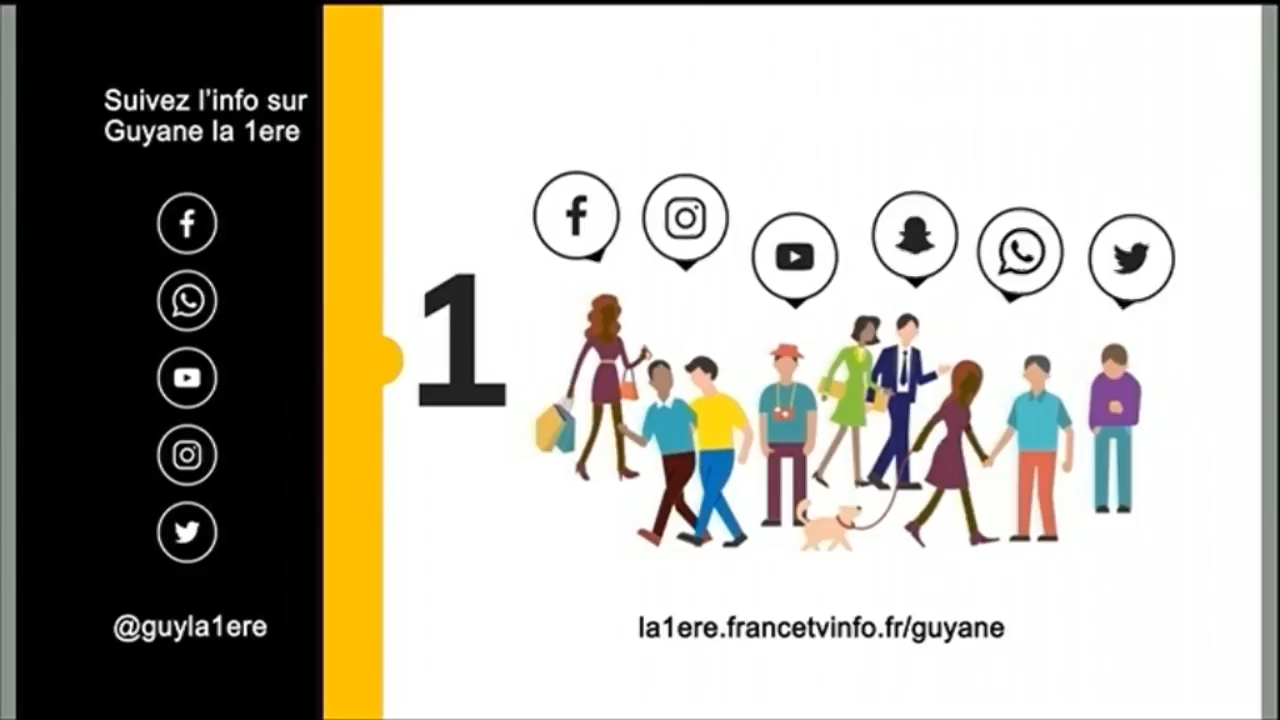 Suivez l'info sur
Guyane la 1ere
@guyla1ere
1
la1ere.francetvinfo.fr/guyane